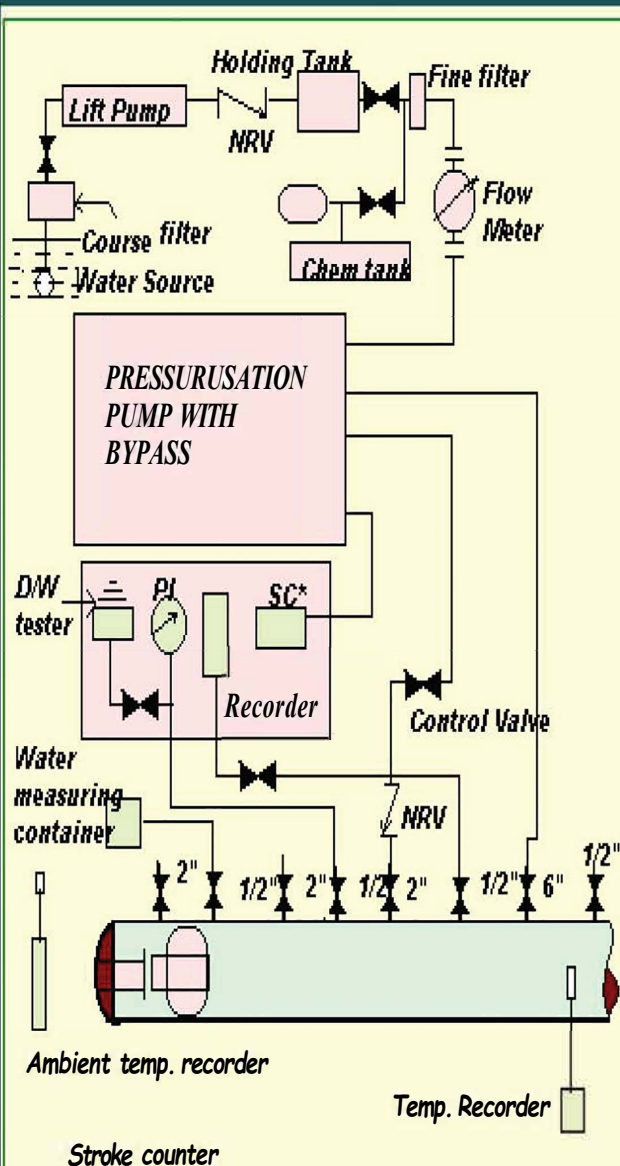 Holding Tank
Fine filter
Lift Pump
NRV
Flow
Meter
Course filter
Chem tank
Water Source
PRESSURUSATION
PUMP WITH
BYPASS
D/W
tester
PI
SC*
Recorder
Control Valve
Water
measuring
container
NRV
2" 1/2" 2" 1/2 2" 1/2" 6" 1/2"
Ambient temp. recorder
Temp. Recorder
Stroke counter